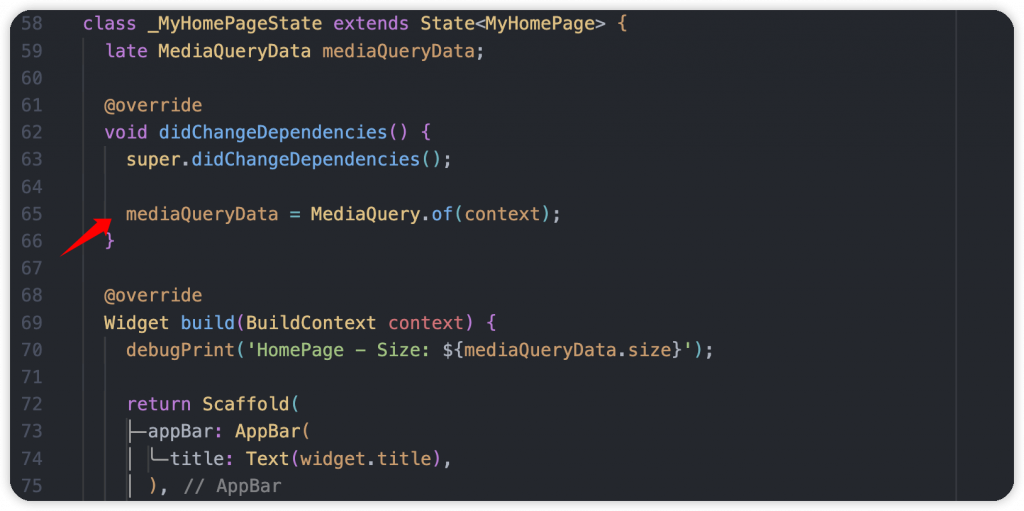 58 class _MyHomePageState extends State<MyHomePage> {
59 late MediaQueryData mediaQueryData;
60
61 @override
62 void didChangeDependencies() {
63 super.didChangeDependencies();
64
65 mediaQueryData = MediaQuery.of(context);
66 }
67
68 @override
69 Widget build(BuildContext context) {
70 debugPrint('HomePage - Size: ${mediaQueryData.size}');
71
72 return Scaffold(
73 appBar: AppBar(
74 title: Text(widget.title),
75 ), // AppBar